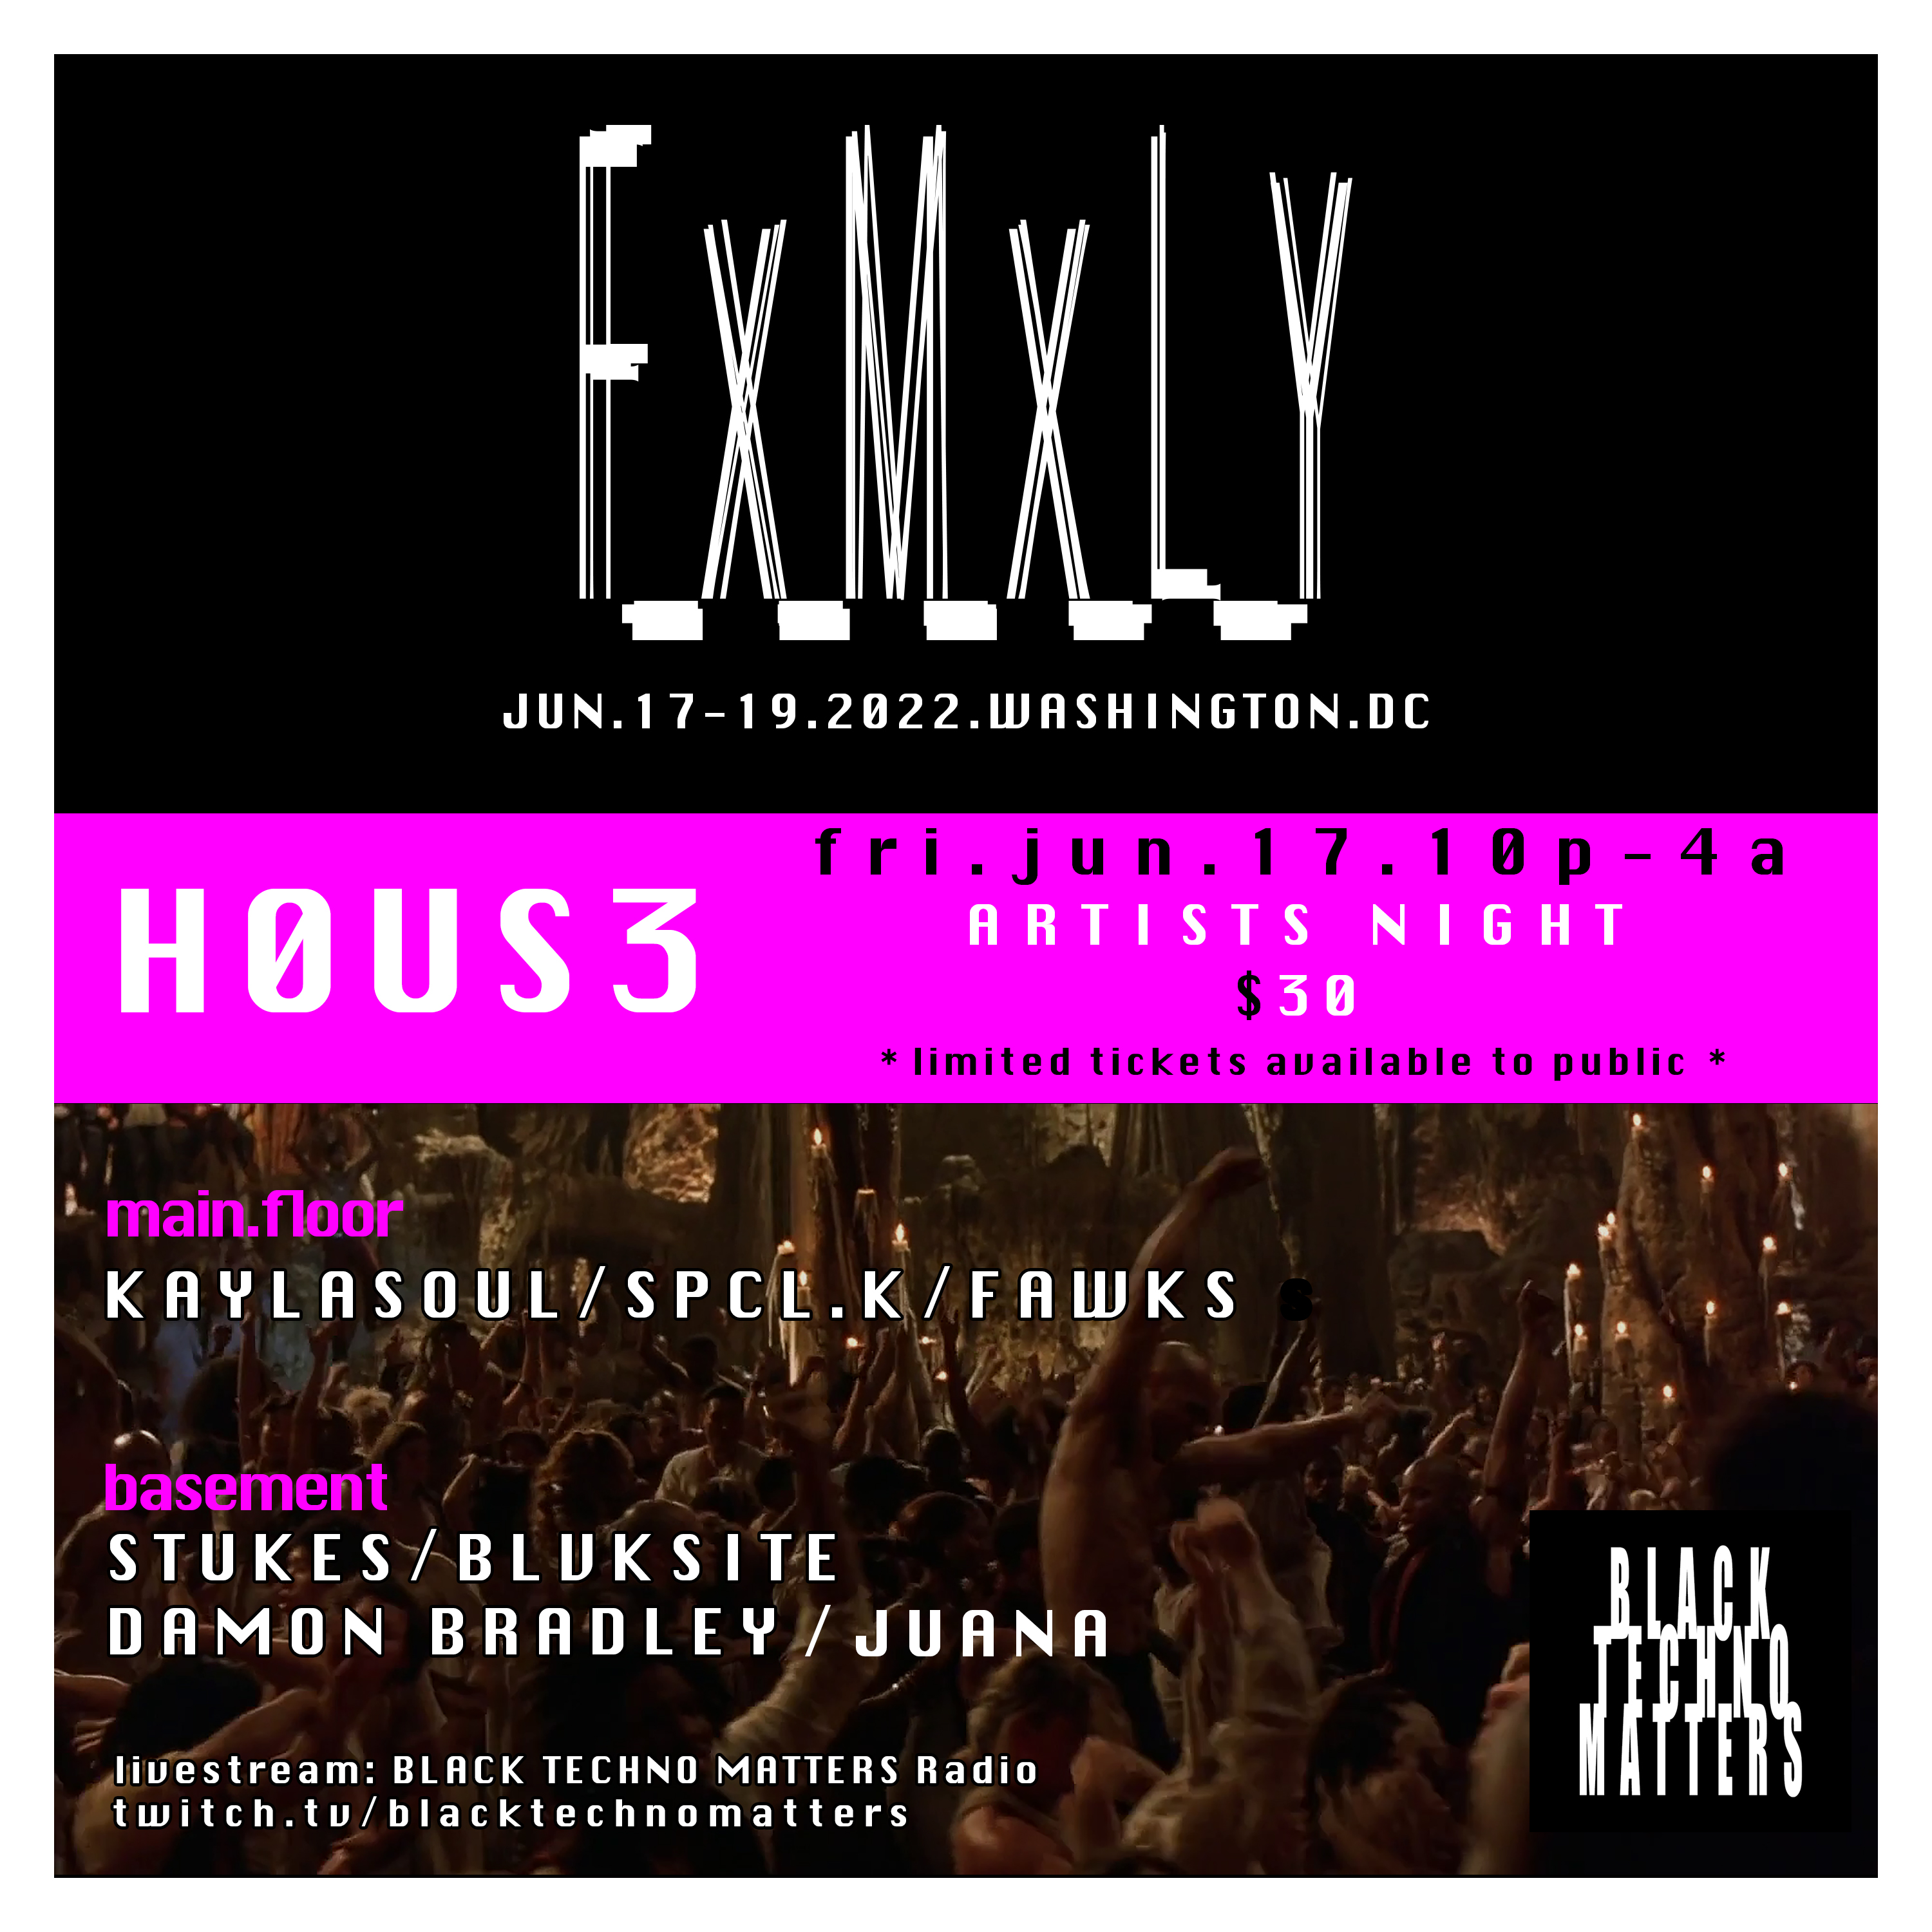 FxMxLY
JUN.17-19.2022.WASHINGTON.DC
H0US3
fri.jun.17.10p-4a
ARTISTS NIGHT
$30
* limited tickets available to public *
main.floor
KAYLASOUL/SPCL.K/FAWKS s
basement
STUKES/BLVKSITE
DAMON BRADLEY/JUANA
livestream: BLACK TECHNO MATTERS Radio
twitch.tv/blacktechnomatters
BLACK
TECHNO
MATTERS